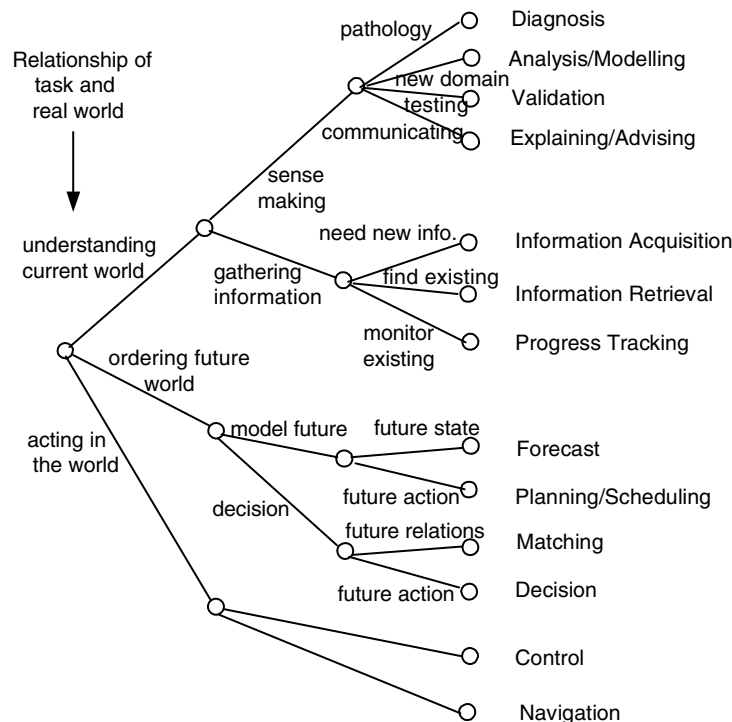 pathology
Diagnosis
Relationship of
task and
real world
Analysis/Modelling
new domain
testing
Validation
communicating
Explaining/Advising
sense
making
need new info.
Information Acquisition
understanding
current world
gathering
information
find existing
Information Retrieval
monitor
existing
Progress Tracking
ordering future
world
acting in
the world
model future
future state
Forecast
future action
Planning/Scheduling
decision
future relations
Matching
future action
Decision
Control
Navigation